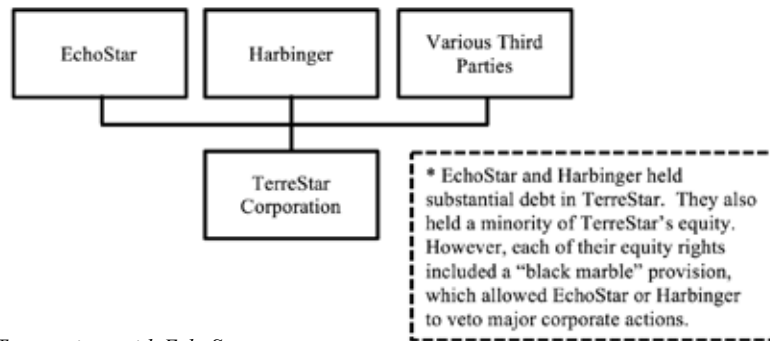 EchoStar
Harbinger
Various Third
Parties
TerreStar
Corporation
* EchoStar and Harbinger held
substantial debt in TerreStar. They also
held a minority of TerreStar's equity.
However, each of their equity rights
included a "black marble" provision,
which allowed EchoStar or Harbinger
to veto major corporate actions.